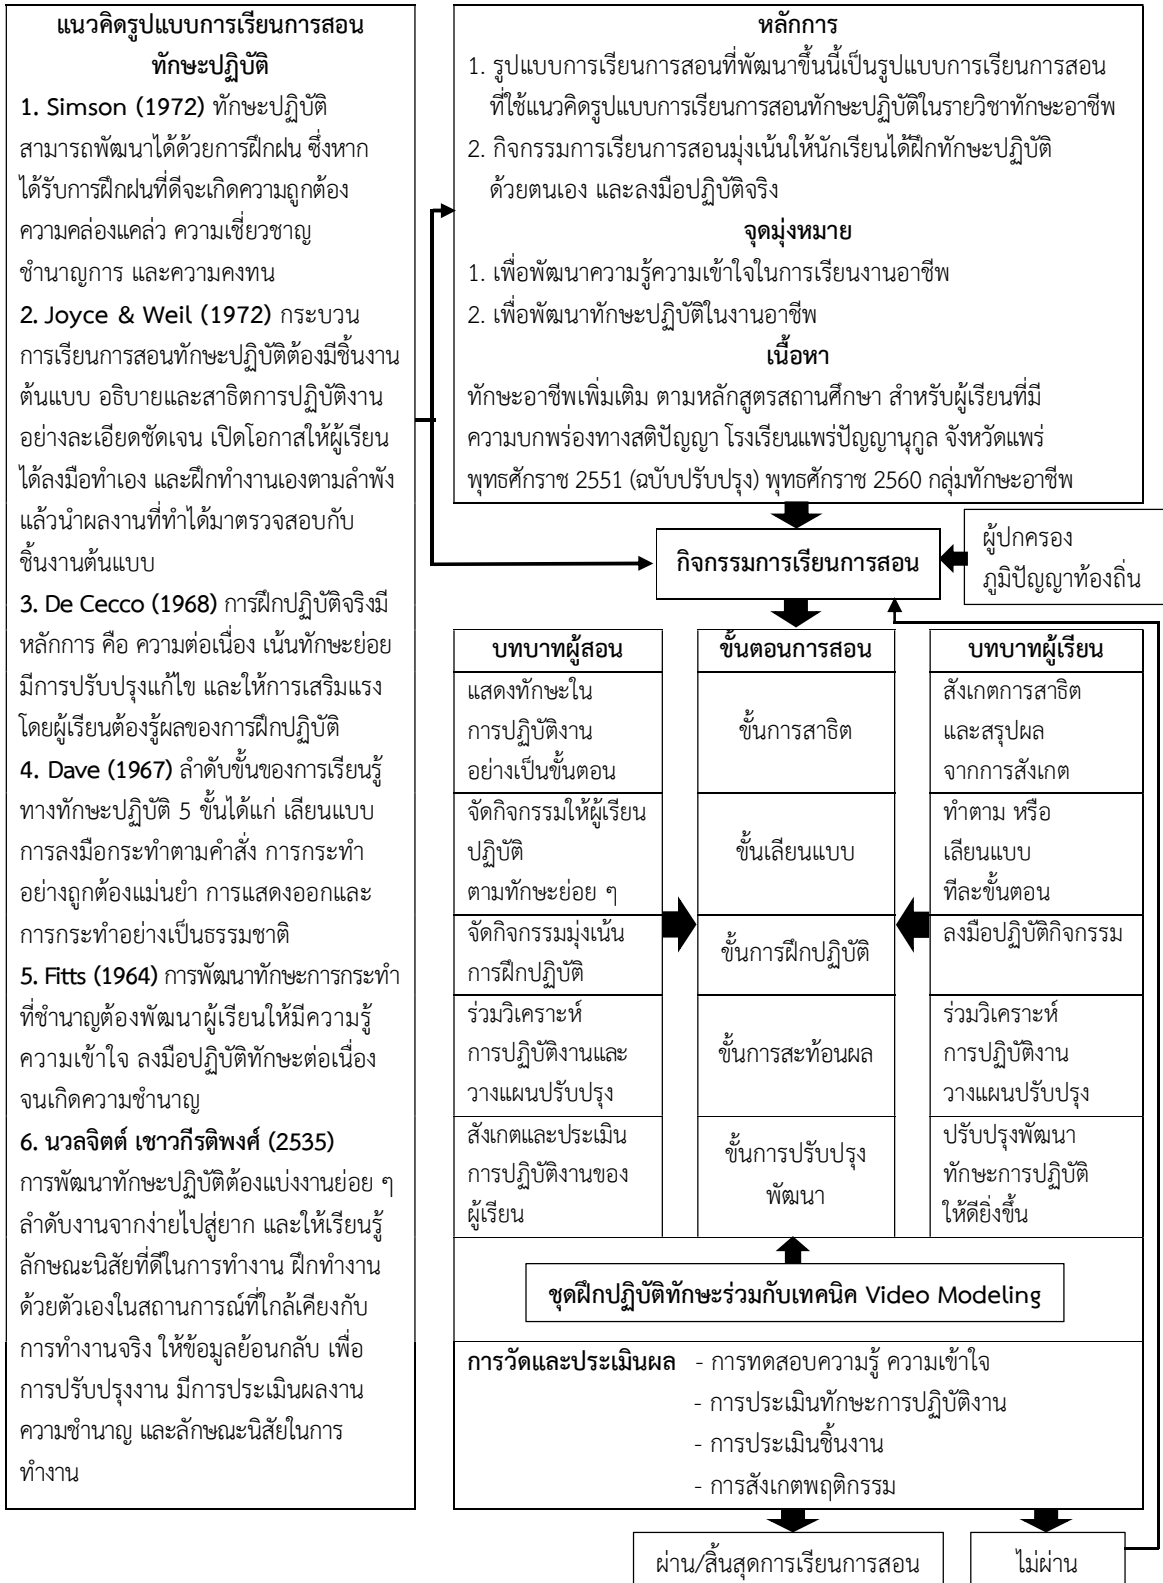 แนวคิดรูปแบบการเรียนการสอน
ทักษะปฏิบัติ
1. Simson (1972) ทักษะปฏิบัติ
สามารถพัฒนาได้ด้วยการฝึกฝน ซึ่งหาก
ได้รับการฝึกฝนที่ดีจะเกิดความถูกต้อง
ความคล่องแคล่ว ความเชี่ยวชาญ
ชำนาญการ และความคงทน
2. Joyce & Weil (1972) กระบวน
การเรียนการสอนทักษะปฏิบัติต้องมีชิ้นงาน
ต้นแบบ อธิบายและสาธิตการปฏิบัติงาน
อย่างละเอียดชัดเจน เปิดโอกาสให้ผู้เรียน
ได้ลงมือทำเอง และฝึกทำงานเองตามลำพัง
แล้วนำผลงานที่ทำได้มาตรวจสอบกับ
ชิ้นงานต้นแบบ
3. De Cecco (1968) การฝึกปฏิบัติจริงมี
หลักการ คือ ความต่อเนื่อง เน้นทักษะย่อย
มีการปรับปรุงแก้ไข และให้การเสริมแรง
โดยผู้เรียนต้องรู้ผลของการฝึกปฏิบัติ
4. Dave (1967) ลำดับขั้นของการเรียนรู้
ทางทักษะปฏิบัติ 5 ขั้นได้แก่ เลียนแบบ
การลงมือกระทำตามคำสั่ง การกระทำ
อย่างถูกต้องแม่นยำ การแสดงออกและ
การกระทำอย่างเป็นธรรมชาติ
5. Fitts (1964) การพัฒนาทักษะการกระทำ
ที่ชำนาญต้องพัฒนาผู้เรียนให้มีความรู้
ความเข้าใจ ลงมือปฏิบัติทักษะต่อเนื่อง
จนเกิดความชำนาญ
6. นวลจิตต์ เชาวกีรติพงศ์ (2535)
การพัฒนาทักษะปฏิบัติต้องแบ่งงานย่อย ๆ
ลำดับงานจากง่ายไปสู่ยาก และให้เรียนรู้
ลักษณะนิสัยที่ดีในการทำงาน ฝึกทำงาน
ด้วยตัวเองในสถานการณ์ที่ใกล้เคียงกับ
การทำงานจริง ให้ข้อมูลย้อนกลับ เพื่อ
การปรับปรุงงาน มีการประเมินผลงาน
ความชำนาญ และลักษณะนิสัยในการ
ทำงาน
หลักการ
1. รูปแบบการเรียนการสอนที่พัฒนาขึ้นนี้เป็นรูปแบบการเรียนการสอน
ที่ใช้แนวคิดรูปแบบการเรียนการสอนทักษะปฏิบัติในรายวิชาทักษะอาชีพ
2. กิจกรรมการเรียนการสอนมุ่งเน้นให้นักเรียนได้ฝึกทักษะปฏิบัติ
ด้วยตนเอง และลงมือปฏิบัติจริง
จุดมุ่งหมาย
1. เพื่อพัฒนาความรู้ความเข้าใจในการเรียนงานอาชีพ
2. เพื่อพัฒนาทักษะปฏิบัติในงานอาชีพ
เนื้อหา
ทักษะอาชีพเพิ่มเติม ตามหลักสูตรสถานศึกษา สำหรับผู้เรียนที่มี
ความบกพร่องทางสติปัญญา โรงเรียนแพร่ปัญญานุกูล จังหวัดแพร่
พุทธศักราช 2551 (ฉบับปรับปรุง) พุทธศักราช 2560 กลุ่มทักษะอาชีพ
กิจกรรมการเรียนการสอน
ผู้ปกครอง
ภูมิปัญญาท้องถิ่น
บทบาทผู้สอน
ขั้นตอนการสอน
บทบาทผู้เรียน
แสดงทักษะใน
การปฏิบัติงาน
อย่างเป็นขั้นตอน
ขั้นการสาธิต
สังเกตการสาธิต
และสรุปผล
จากการสังเกต
จัดกิจกรรมให้ผู้เรียน
ปฏิบัติ
ตามทักษะย่อย ๆ
ขั้นเลียนแบบ
ทำตาม หรือ
เลียนแบบ
ทีละขั้นตอน
จัดกิจกรรมมุ่งเน้น
การฝึกปฏิบัติ
ขั้นการฝึกปฏิบัติ
ลงมือปฏิบัติกิจกรรม
ร่วมวิเคราะห์
การปฏิบัติงานและ
วางแผนปรับปรุง
ขั้นการสะท้อนผล
ร่วมวิเคราะห์
การปฏิบัติงาน
วางแผนปรับปรุง
สังเกตและประเมิน
การปฏิบัติงานของ
ผู้เรียน
ขั้นการปรับปรุง
พัฒนา
ปรับปรุงพัฒนา
ทักษะการปฏิบัติ
ให้ดียิ่งขึ้น
ชุดฝึกปฏิบัติทักษะร่วมกับเทคนิค Video Modeling
การวัดและประเมินผล - การทดสอบความรู้ ความเข้าใจ
- การประเมินทักษะการปฏิบัติงาน
- การประเมินชิ้นงาน
- การสังเกตพฤติกรรม
ผ่าน/สิ้นสุดการเรียนการสอน
ไม่ผ่าน